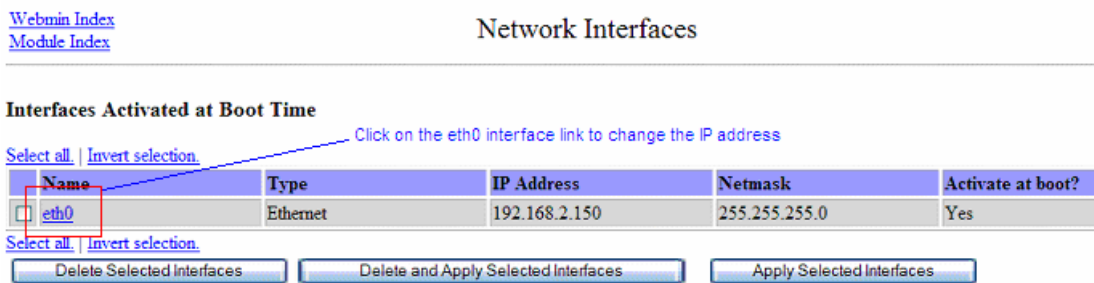 Webmin Index
Module Index
Network Interfaces
Interfaces Activated at Boot Time
Click on the eth0 interface link to change the IP address
Select all. | Invert selection.
Name Type IP Address Netmask Activate at boot?
eth0 Ethernet 192.168.2.150 255.255.255.0 Yes
Select all. | Invert selection.
Delete Selected Interfaces Delete and Apply Selected Interfaces Apply Selected Interfaces